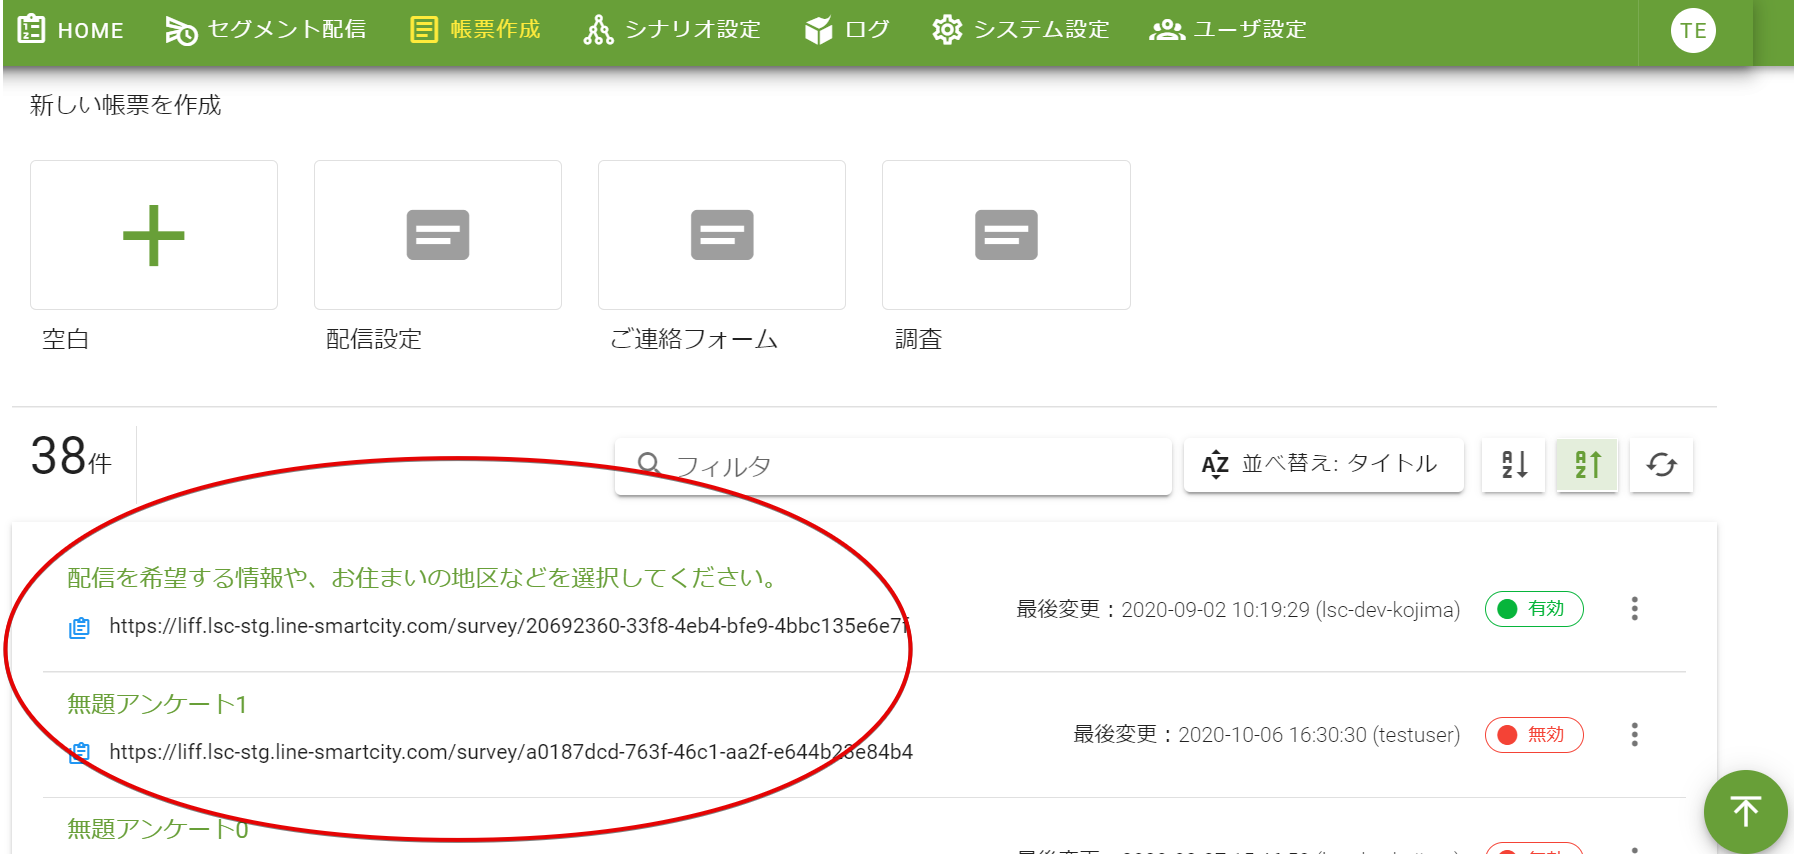 HOME セグメント配信 帳票作成 シナリオ設定 ログ システム設定 ユーザ設定 TE
新しい帳票を作成
空白 配信設定 ご連絡フォーム 調査
38件 フィルタ AZ 並べ替え: タイトル
配信を希望する情報や、お住まいの地区などを選択してください。
https://liff.lsc-stg.line-smartcity.com/survey/20692360-33f8-4eb4-bfe9-4bbc135e6e7f 最後変更：2020-09-02 10:19:29 (lsc-dev-kojima) 有効
無題アンケート1
https://liff.lsc-stg.line-smartcity.com/survey/a0187dcd-763f-46c1-aa2f-e644b23e84b4 最後変更：2020-10-06 16:30:30 (testuser) 無効
無題アンケート0